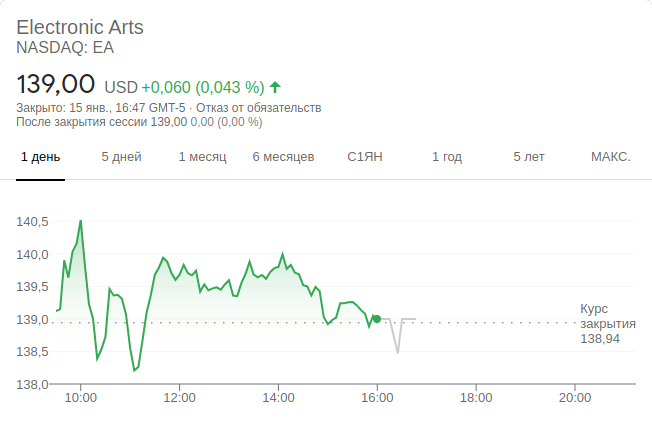 Electronic Arts
NASDAQ: EA
139,00 USD +0,060 (0,043 %)
Закрыто: 15 янв., 16:47 GMT-5 · Отказ от обязательств
После закрытия сессии 139,00 0,00 (0,00 %)
1 день 5 дней 1 месяц 6 месяцев С1ЯН 1 год 5 лет МАКС.
140,5
140,0
139,5
139,0
138,5
138,0
Курс
закрытия
138,94
10:00 12:00 14:00 16:00 18:00 20:00